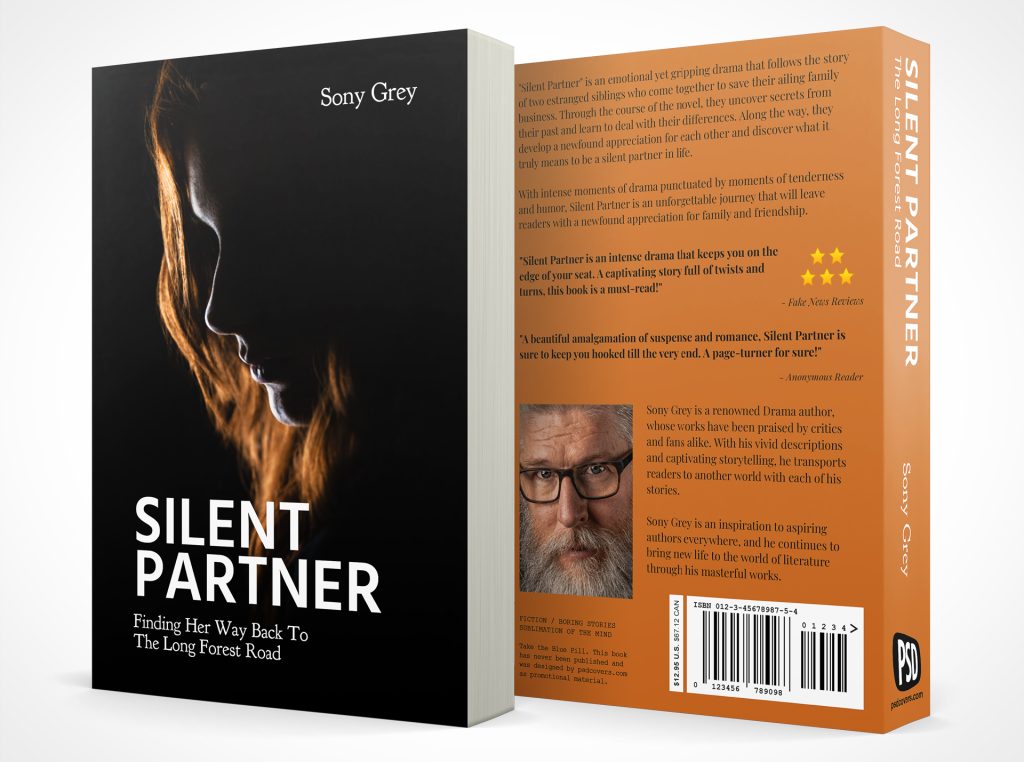 Sony Grey
SILENT
PARTNER
Finding Her Way Back To
The Long Forest Road
"Silent Partner" is an emotional yet gripping drama that follows the story
of two estranged siblings who come together to save their ailing family
business. Through the course of the novel, they uncover secrets from
their past and learn to deal with their differences. Along the way, they
develop a newfound appreciation for each other and discover what it
truly means to be a silent partner in life.
With intense moments of drama punctuated by moments of tenderness
and humor, Silent Partner is an unforgettable journey that will leave
readers with a newfound appreciation for family and friendship.
"Silent Partner is an intense drama that keeps you on the
edge of your seat. A captivating story full of twists and
turns, this book is a must-read!"
- Fake News Reviews
"A beautiful amalgamation of suspense and romance, Silent Partner is
sure to keep you hooked till the very end. A page-turner for sure!"
- Anonymous Reader
Sony Grey is a renowned Drama author,
whose works have been praised by critics
and fans alike. With his vivid descriptions
and captivating storytelling, he transports
readers to another world with each of his
stories.
Sony Grey is an inspiration to aspiring
authors everywhere, and he continues to
bring new life to the world of literature
through his masterful works.
FICTION / BORING STORIES
SUBLIMATION OF THE MIND
Take the Blue Pill. This book
has never been published and
was designed by psdcovers.com
as promotional material.
$12.95 U.S. $67.12 CAN
ISBN 012-3-45678987-5-4
0 1 2 3 4 >
0 123456 789098
SILENT PARTNER
The Long Forest Road
Sony Grey
PSD
psdcovers.com